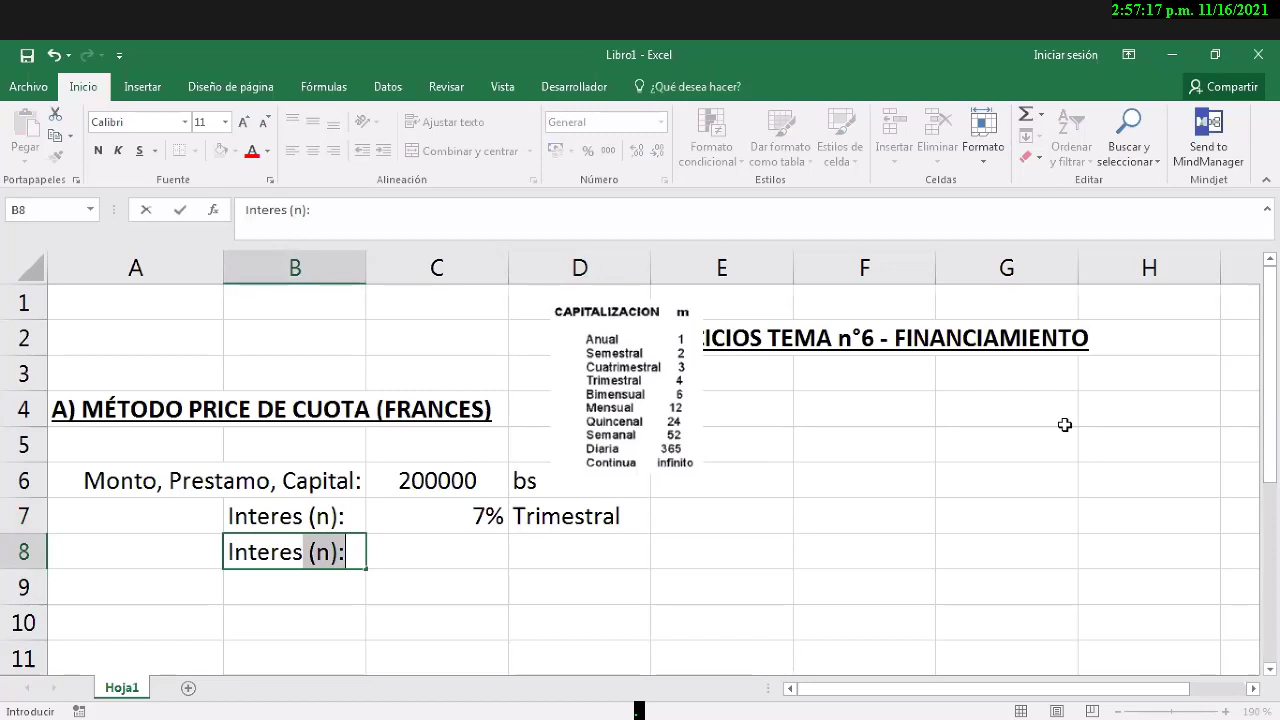 2:57:17 p.m. 11/16/2021
Libro1 - Excel
Iniciar sesión
Archivo Inicio Insertar Diseño de página Fórmulas Datos Revisar Vista Desarrollador ¿Qué desea hacer? Compartir
Pegar
Calibri 11
N K S
Ajustar texto
Combinar y centrar
General
% 000
Formato condicional
Dar formato como tabla
Estilos de celda
Insertar Eliminar Formato
Ordenar y filtrar
Buscar y seleccionar
Send to MindManager
Portapapeles Fuente Alineación Número Estilos Celdas Editar Mindjet
B8 fx Interes (n):
A B C D E F G H
1
CAPITALIZACION m
Anual 1
Semestral 2
Cuatrimestral 3
Trimestral 4
Bimensual 6
Mensual 12
Quincenal 24
Semanal 52
Diaria 365
Continua infinito
2 CIOS TEMA n°6 - FINANCIAMIENTO
3
4 A) MÉTODO PRICE DE CUOTA (FRANCES)
5
6 Monto, Prestamo, Capital: 200000 bs
7 Interes (n): 7% Trimestral
8 Interes (n):
9
10
11
Hoja1
Introducir
190 %